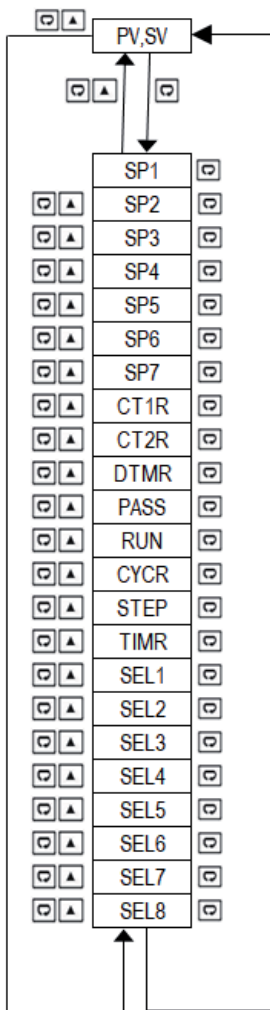 PV,SV
SP1
SP2
SP3
SP4
SP5
SP6
SP7
CT1R
CT2R
DTMR
PASS
RUN
CYCR
STEP
TIMR
SEL1
SEL2
SEL3
SEL4
SEL5
SEL6
SEL7
SEL8